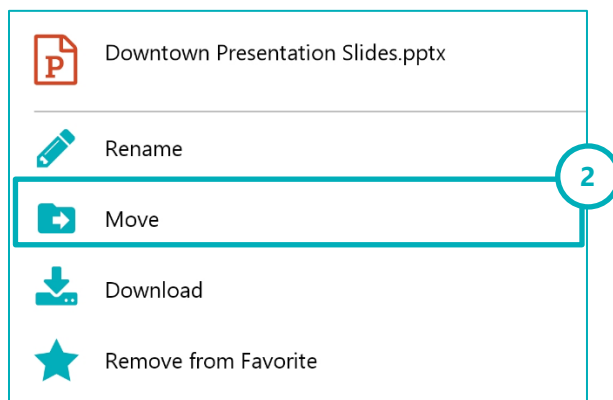 P
Downtown Presentation Slides.pptx
Rename
2
Move
Download
Remove from Favorite